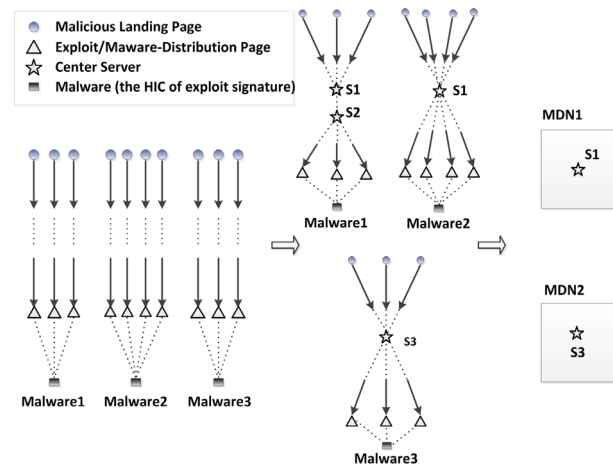 Malicious Landing Page
Exploit/Maware-Distribution Page
Center Server
Malware (the HIC of exploit signature)
S1
S2
S1
MDN1
S1
Malware1
Malware2
MDN2
S3
S3
Malware1
Malware2
Malware3
Malware3